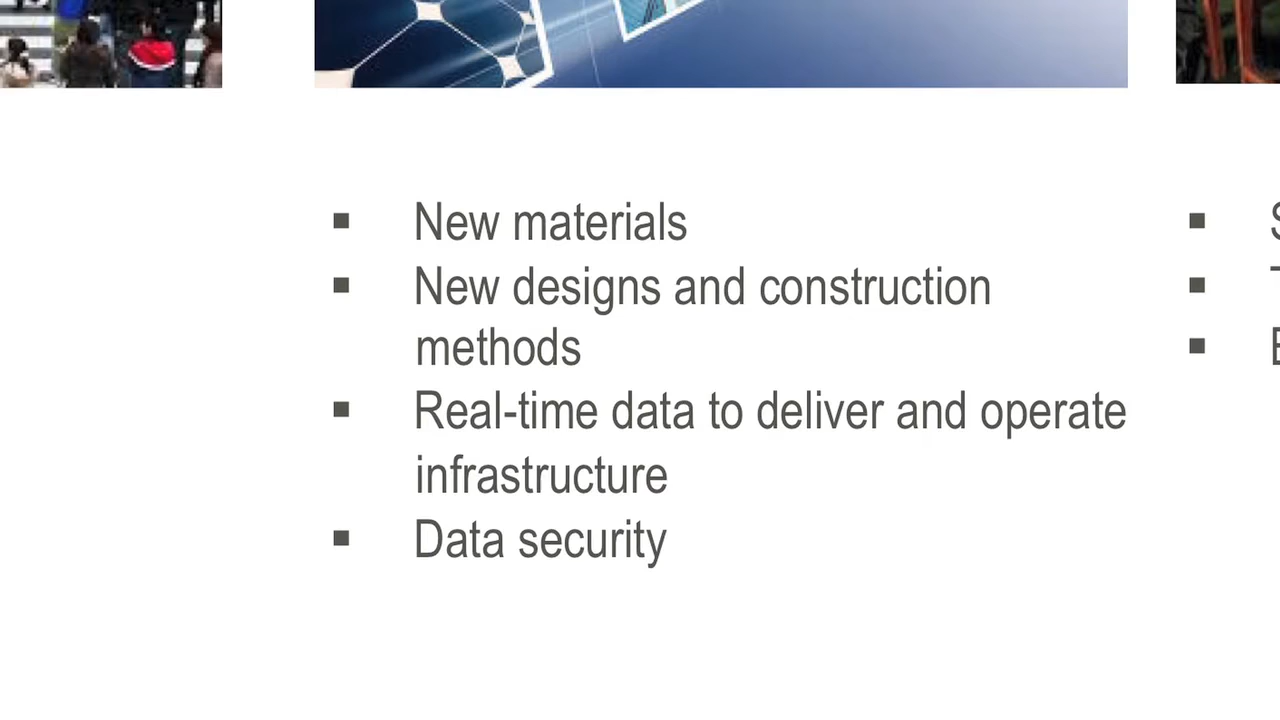 New materials
New designs and construction
methods
Real-time data to deliver and operate
infrastructure
Data security